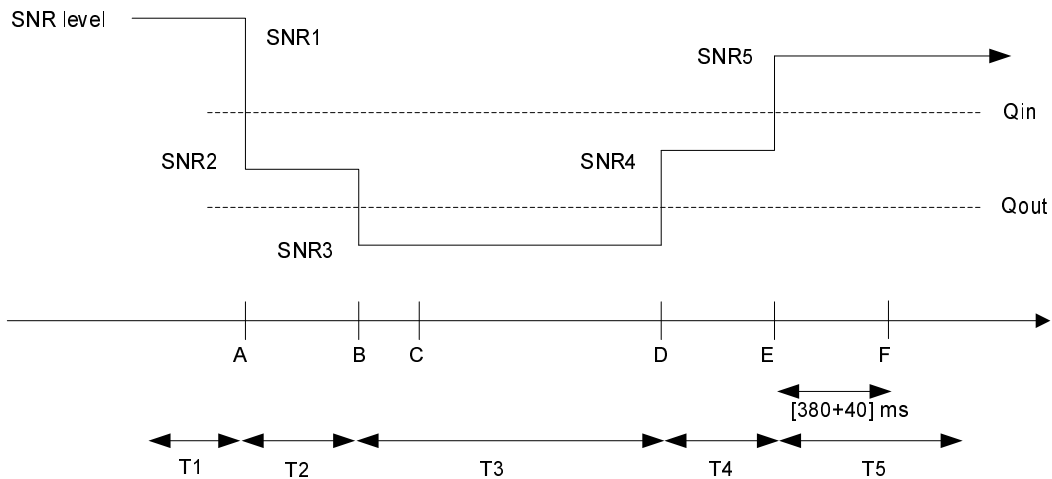 SNR level
SNR1
SNR5
Qin
SNR2
SNR4
Qout
SNR3
A
B
C
D
E
F
[380+40] ms
T1
T2
T3
T4
T5